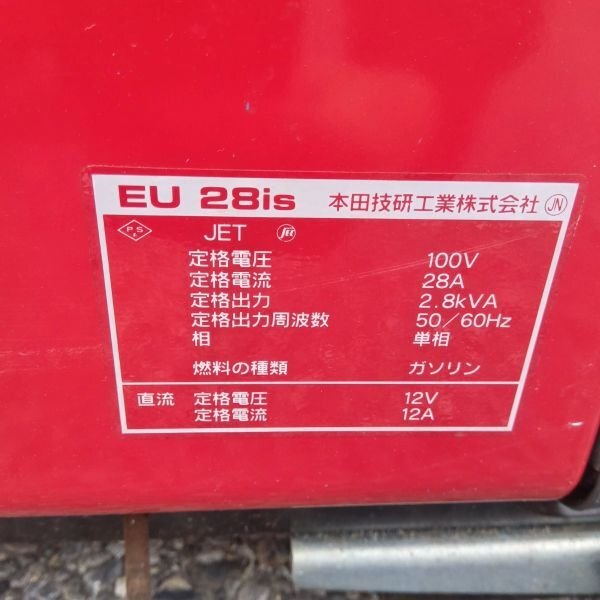 EU 28is 本田技研工業株式会社 JN
PS E JET JET
定格電圧 100V
定格電流 28A
定格出力 2.8kVA
定格出力周波数 50/60Hz
相 単相
燃料の種類 ガソリン
直流 定格電圧 12V
定格電流 12A